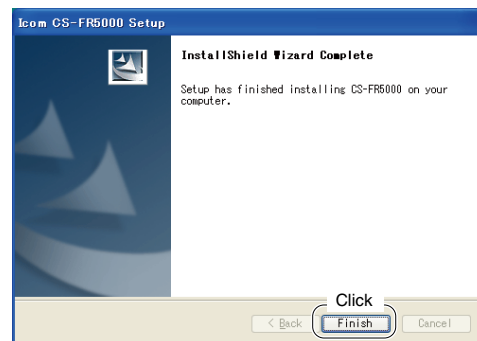 Icom CS-FR5000 Setup
InstallShield Wizard Complete
Setup has finished installing CS-FR5000 on your
computer.
Click
< Back
Finish
Cancel